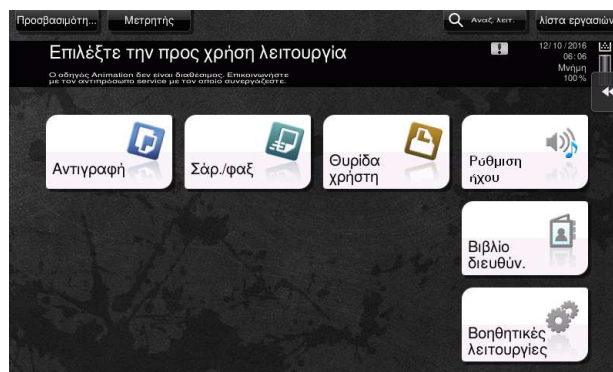 Προσβασιμότη...
Μετρητής
Αναζ. λειτ.
λίστα εργασιών
Επιλέξτε την προς χρήση λειτουργία
Ο οδηγός Animation δεν είναι διαθέσιμος. Επικοινωνήστε
με τον αντιπρόσωπο service με τον οποίο συνεργάζεστε.
12/10/2016
06:06
Μνήμη
100%
Αντιγραφή
Σάρ./φαξ
Θυρίδα
χρήστη
Ρύθμιση
ήχου
Βιβλίο
διευθύν.
Βοηθητικές
λειτουργίες